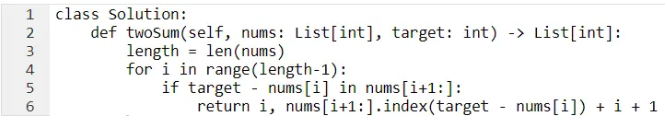 1 class Solution:
2     def twoSum(self, nums: List[int], target: int) -> List[int]:
3         length = len(nums)
4         for i in range(length-1):
5             if target - nums[i] in nums[i+1:]:
6                 return i, nums[i+1:].index(target - nums[i]) + i + 1